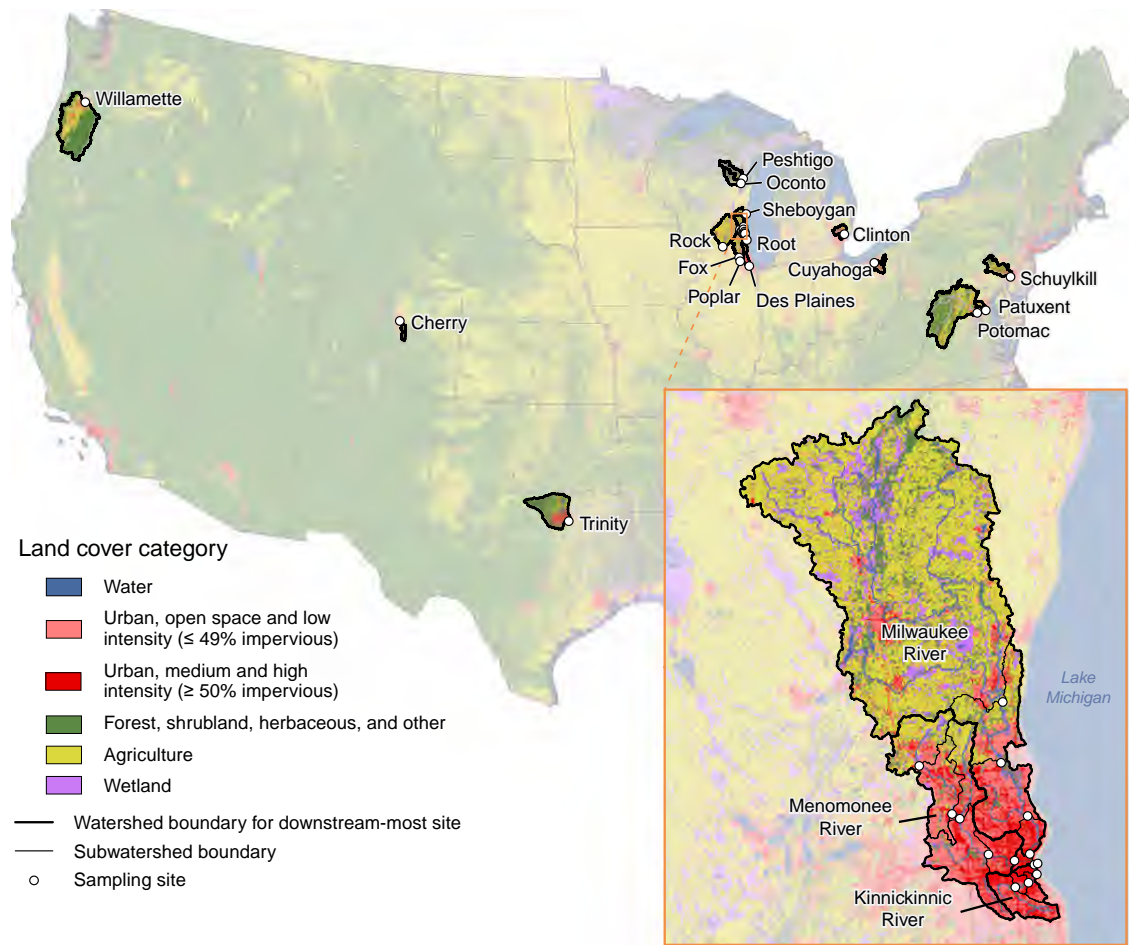 Willamette
Peshtigo
Oconto
Sheboygan
Clinton
Rock
Root
Fox
Cuyahoga
Schuylkill
Poplar
Des Plaines
Patuxent
Cherry
Potomac
Trinity
Land cover category
Water
Urban, open space and low
intensity (≤ 49% impervious)
Urban, medium and high
intensity (≥ 50% impervious)
Forest, shrubland, herbaceous, and other
Agriculture
Wetland
Watershed boundary for downstream-most site
Subwatershed boundary
Sampling site
Milwaukee
River
Lake
Michigan
Menomonee
River
Kinnickinnic
River